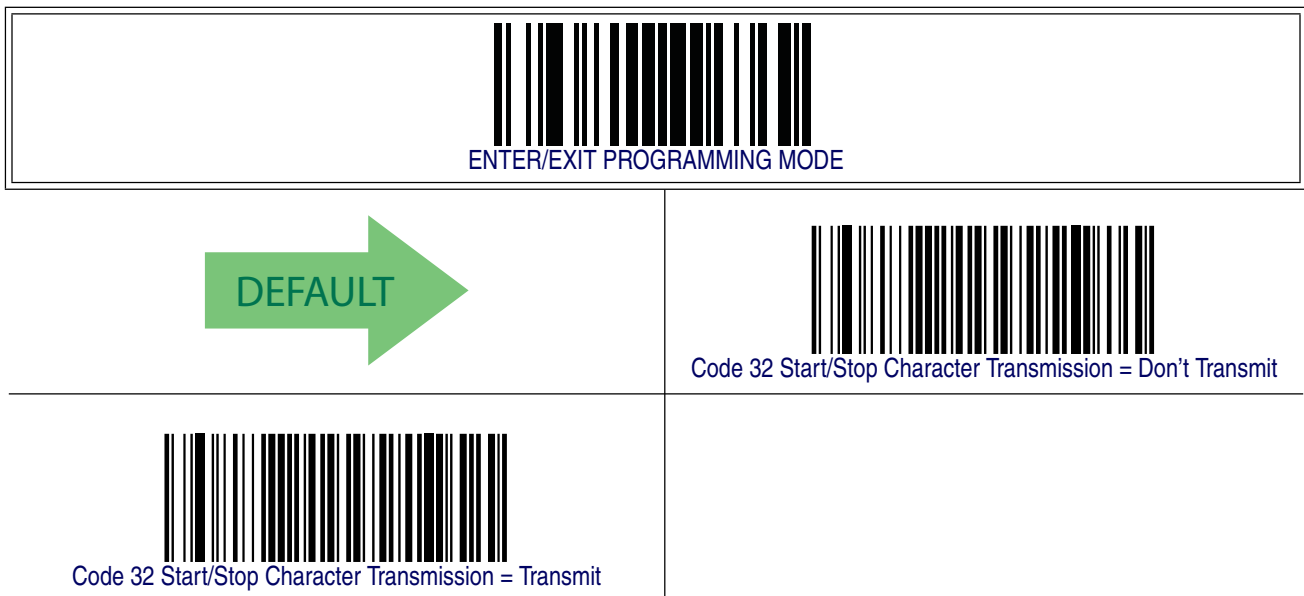 ENTER/EXIT PROGRAMMING MODE
DEFAULT
Code 32 Start/Stop Character Transmission = Don’t Transmit
Code 32 Start/Stop Character Transmission = Transmit